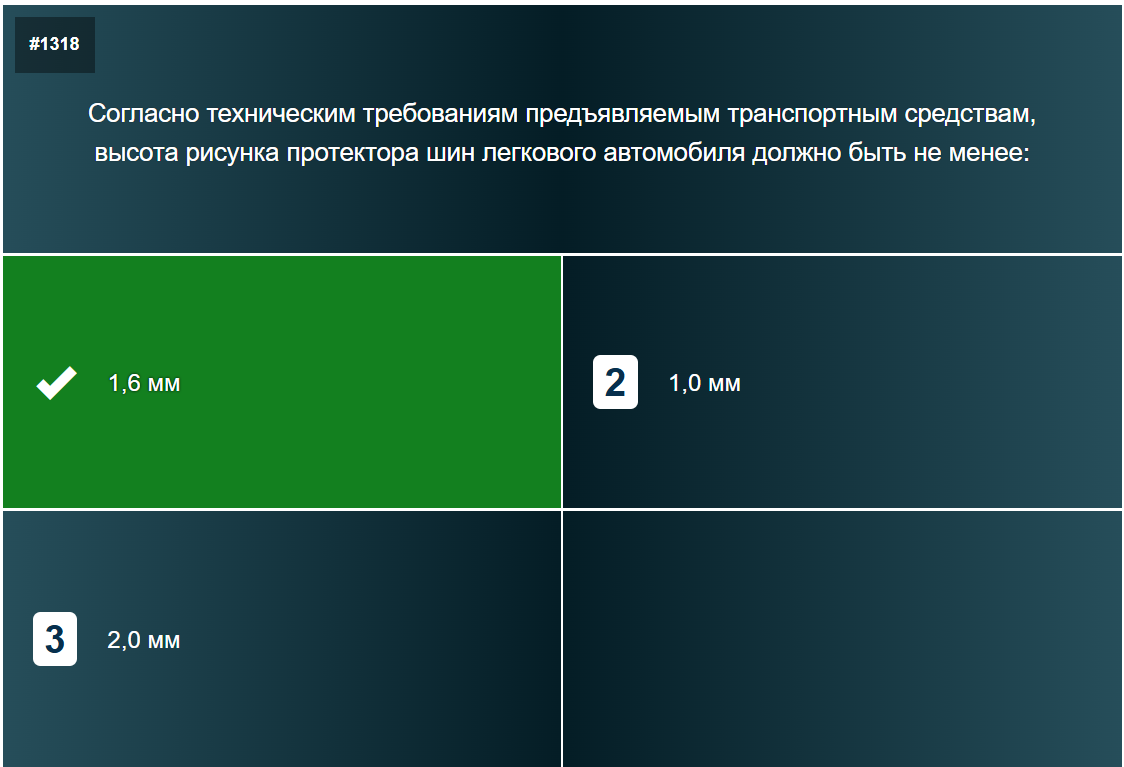 #1318
Согласно техническим требованиям предъявляемым транспортным средствам,
высота рисунка протектора шин легкового автомобиля должно быть не менее:
1,6 мм
2 1,0 мм
3 2,0 мм